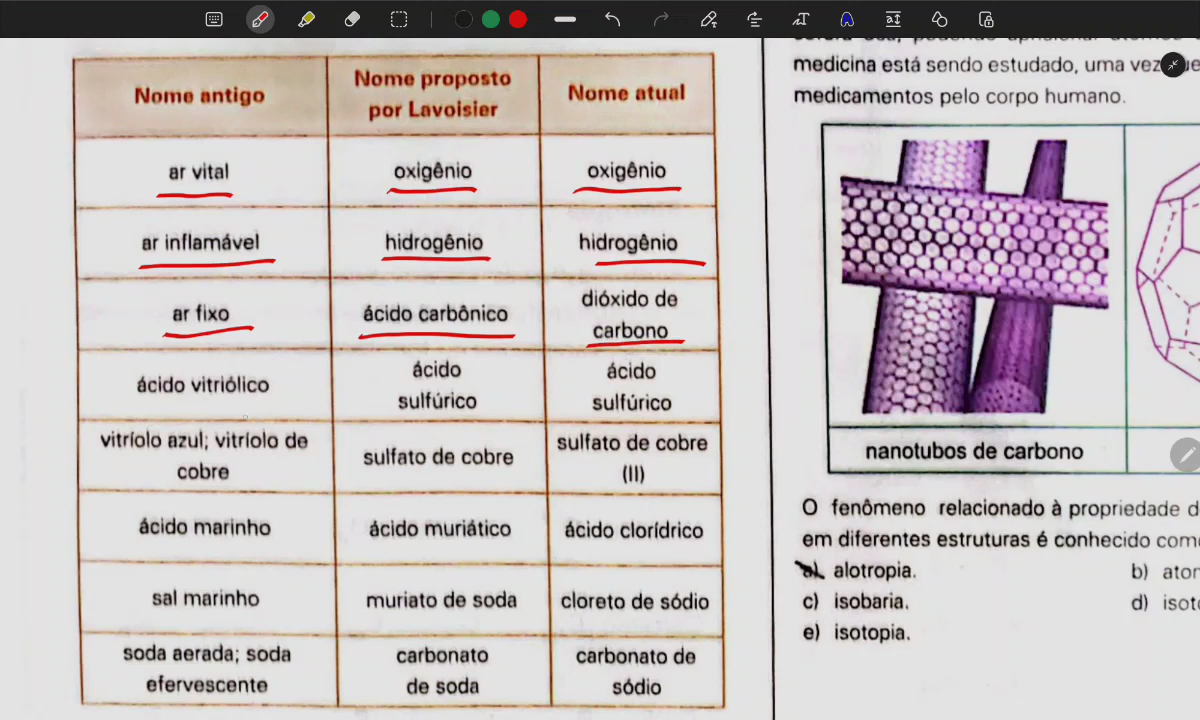 Nome antigo
Nome proposto
por Lavoisier
Nome atual
ar vital
oxigênio
oxigênio
ar inflamável
hidrogênio
hidrogênio
ar fixo
ácido carbônico
dióxido de
carbono
ácido vitriólico
ácido
sulfúrico
ácido
sulfúrico
vitríolo azul; vitríolo de
cobre
sulfato de cobre
sulfato de cobre
(II)
ácido marinho
ácido muriático
ácido clorídrico
sal marinho
muriato de soda
cloreto de sódio
soda aerada; soda
efervescente
carbonato
de soda
carbonato de
sódio
medicina está sendo estudado, uma vez
medicamentos pelo corpo humano.
nanotubos de carbono
O fenômeno relacionado à propriedade
em diferentes estruturas é conhecido
a) alotropia.
b)
c) isobaria.
d)
e) isotopia.